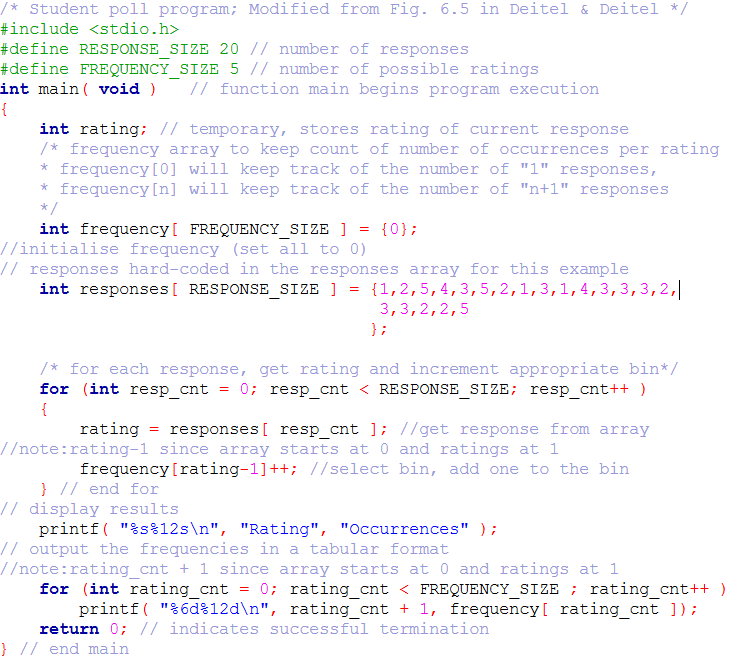 /* Student poll program; Modified from Fig. 6.5 in Deitel & Deitel */
#include <stdio.h>
#define RESPONSE_SIZE 20 // number of responses
#define FREQUENCY_SIZE 5 // number of possible ratings
int main( void )   // function main begins program execution
{
    int rating; // temporary, stores rating of current response
    /* frequency array to keep count of number of occurrences per rating
    * frequency[0] will keep track of the number of "1" responses,
    * frequency[n] will keep track of the number of "n+1" responses
    */
    int frequency[ FREQUENCY_SIZE ] = {0};
//initialise frequency (set all to 0)
// responses hard-coded in the responses array for this example
    int responses[ RESPONSE_SIZE ] = {1,2,5,4,3,5,2,1,3,1,4,3,3,3,2,
                                      3,3,2,2,5
                                     };
    /* for each response, get rating and increment appropriate bin*/
    for (int resp_cnt = 0; resp_cnt < RESPONSE_SIZE; resp_cnt++ )
    {
        rating = responses[ resp_cnt ]; //get response from array
//note:rating-1 since array starts at 0 and ratings at 1
        frequency[rating-1]++; //select bin, add one to the bin
    } // end for
// display results
    printf( "%s%12s\n", "Rating", "Occurrences" );
// output the frequencies in a tabular format
//note:rating_cnt + 1 since array starts at 0 and ratings at 1
    for (int rating_cnt = 0; rating_cnt < FREQUENCY_SIZE ; rating_cnt++ )
        printf( "%6d%12d\n", rating_cnt + 1, frequency[ rating_cnt ]);
    return 0; // indicates successful termination
} // end main